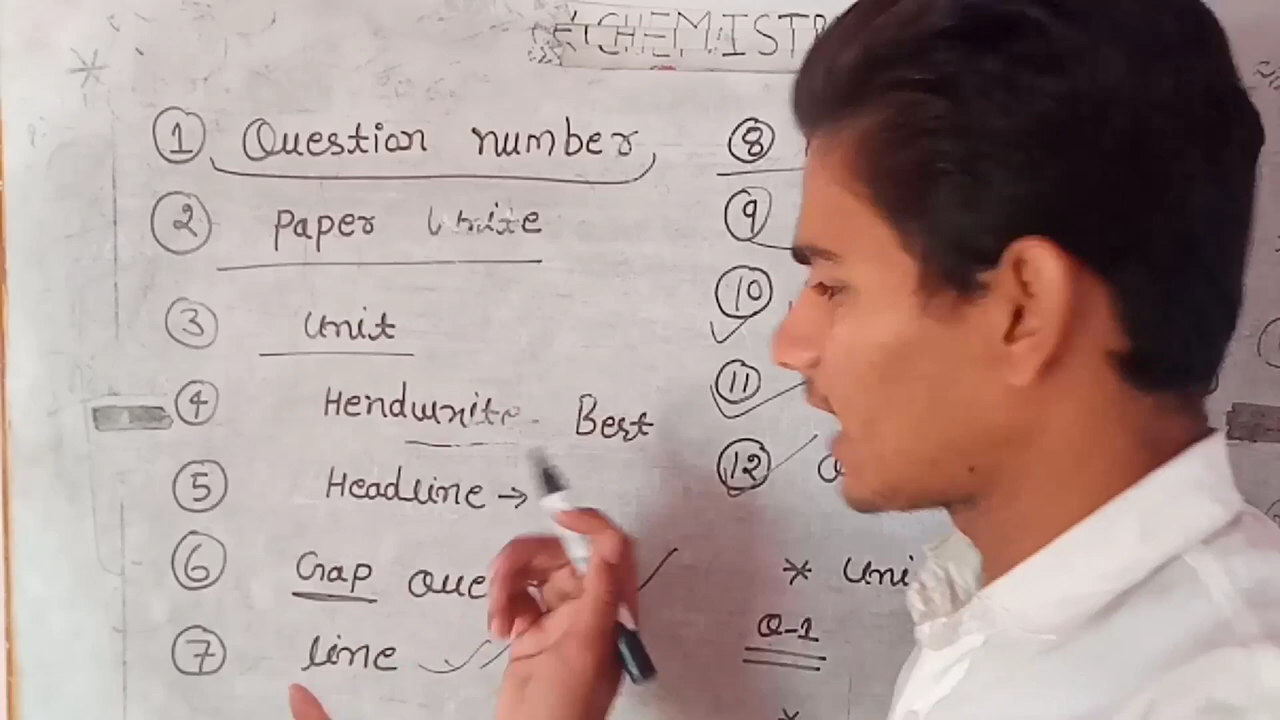 CHEMISTR
1 Question number
2 Paper write
3 Unit
4 Hendwrite - Best
5 Headline →
6 Gap Que
7 line
8
9
10
11
12
* Uni
Q-1
*